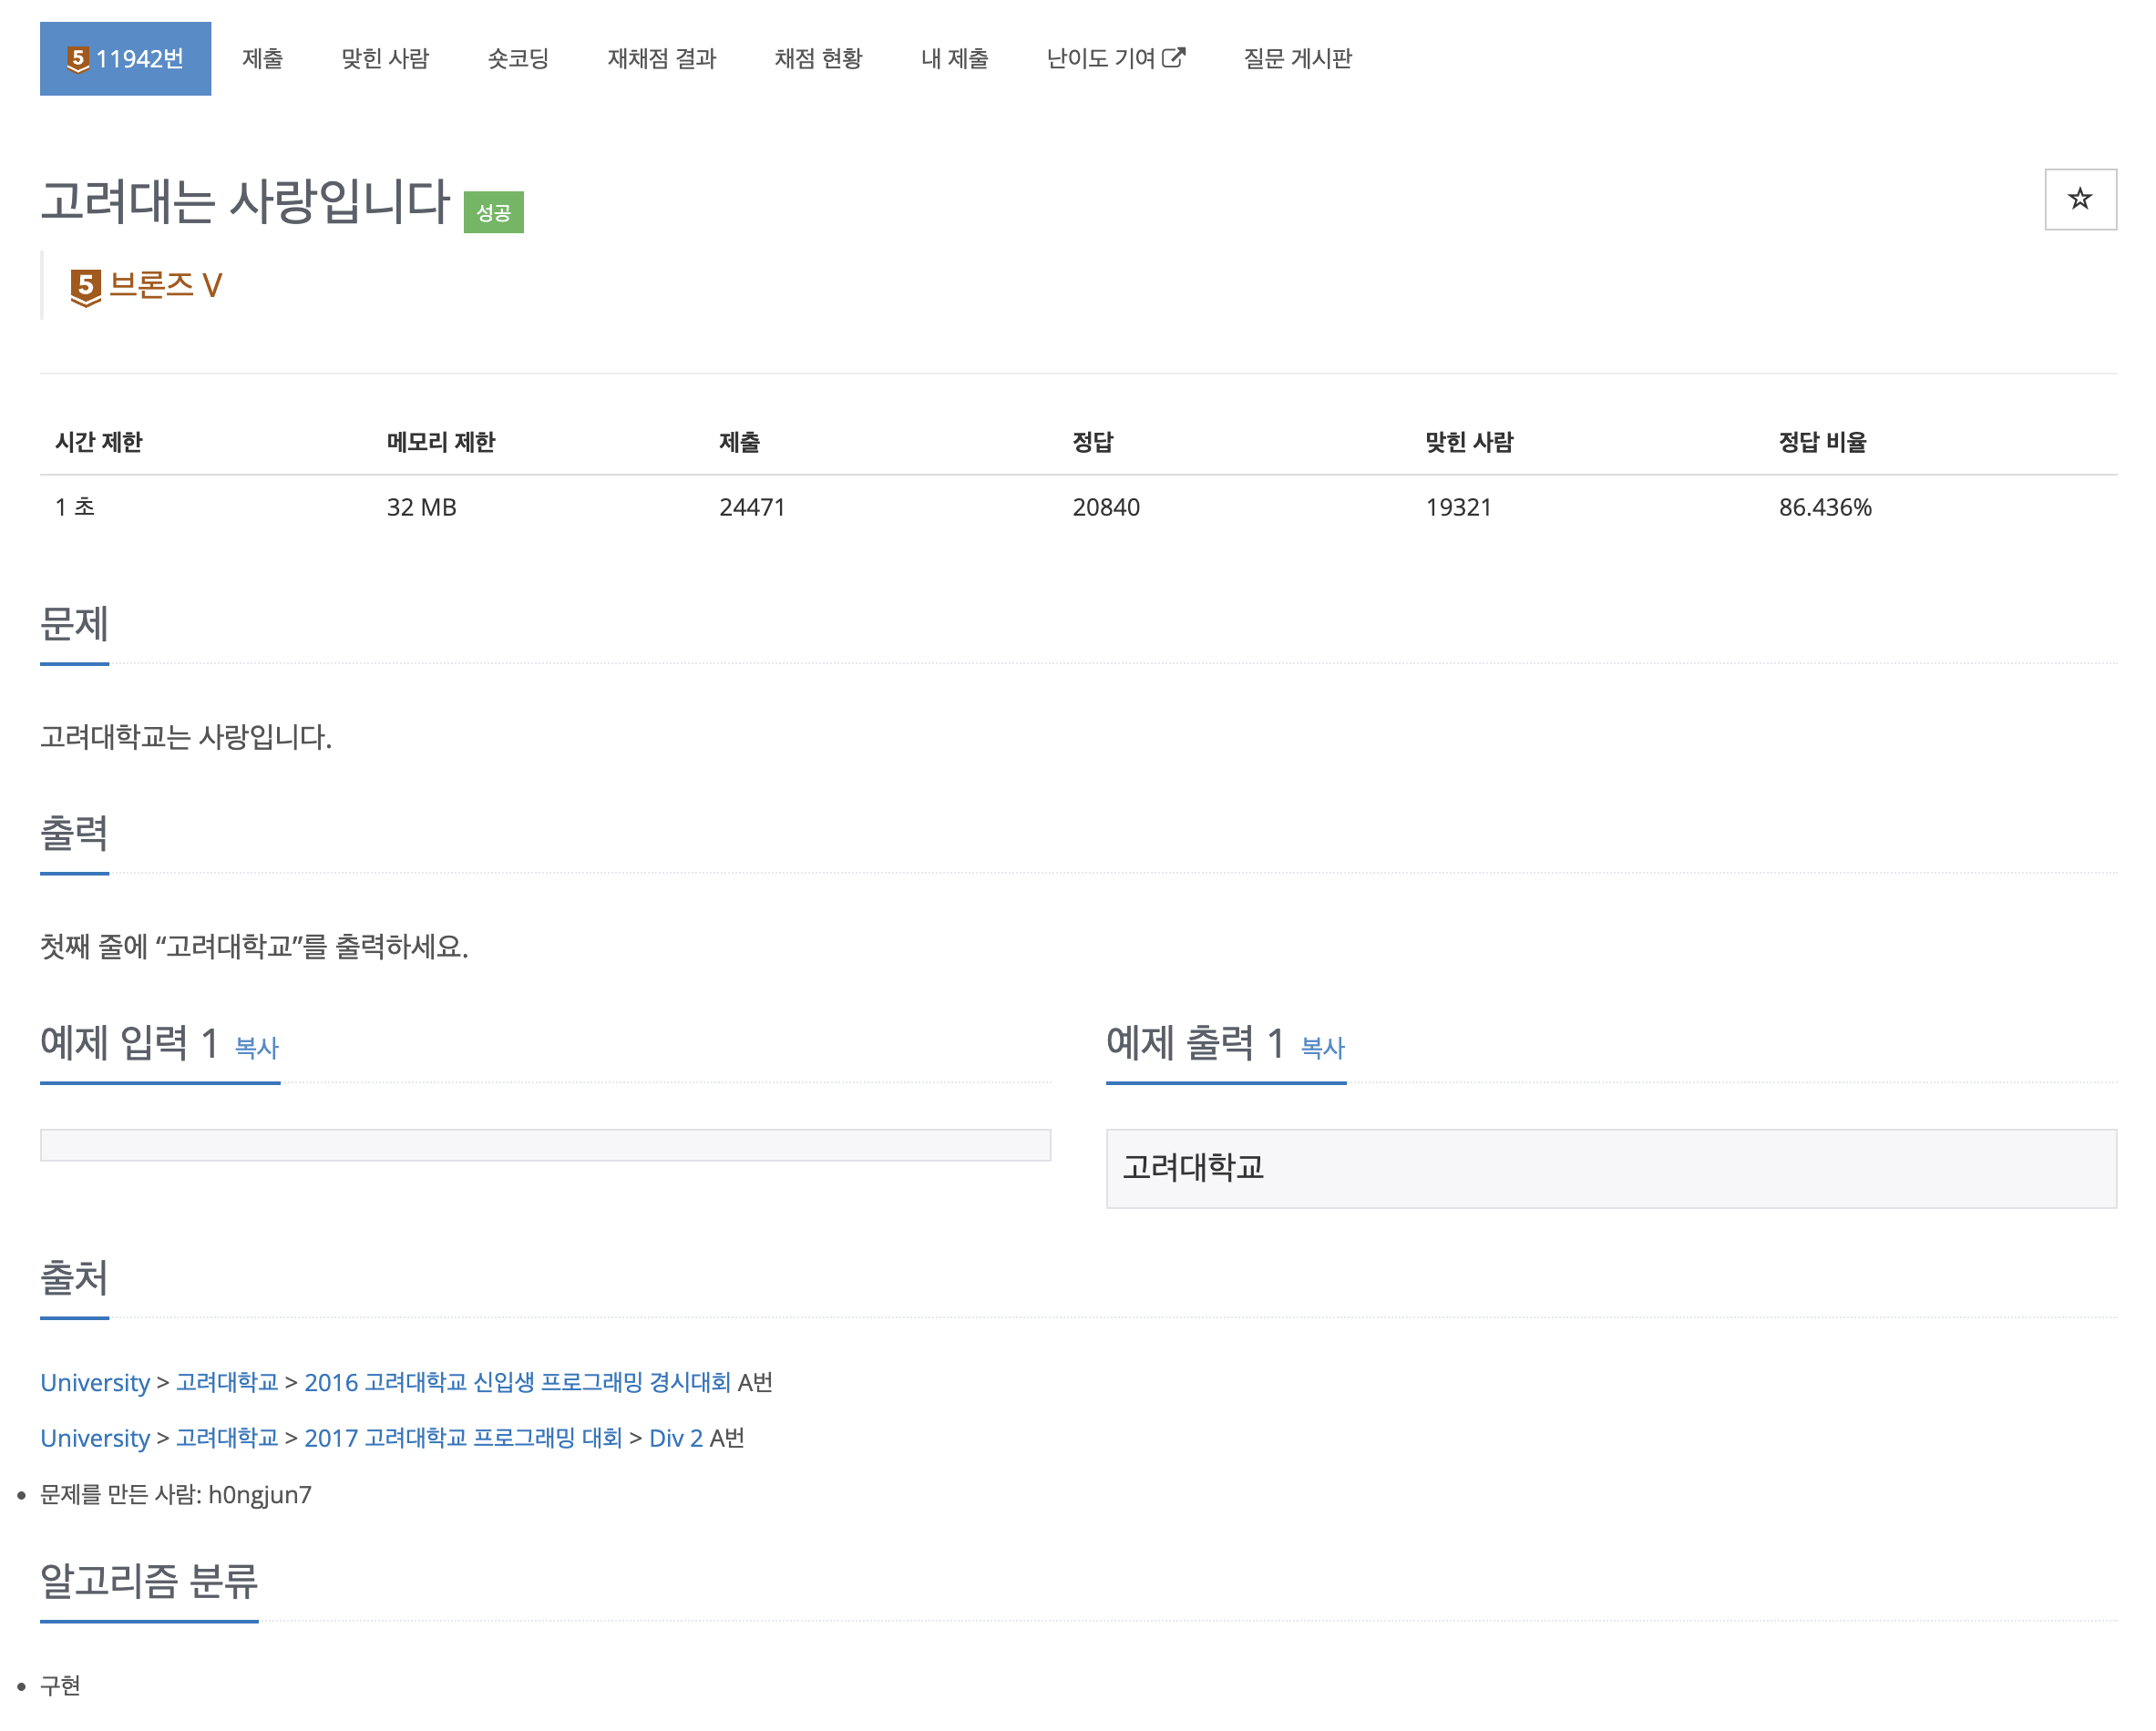 5 11942번 제출 맞힌 사람 숏코딩 재채점 결과 채점 현황 내 제출 난이도 기여 질문 게시판
고려대는 사랑입니다 성공
5 브론즈 V
시간 제한 메모리 제한 제출 정답 맞힌 사람 정답 비율
1 초 32 MB 24471 20840 19321 86.436%
문제
고려대학교는 사랑입니다.
출력
첫째 줄에 “고려대학교”를 출력하세요.
예제 입력 1 복사
예제 출력 1 복사
고려대학교
출처
University > 고려대학교 > 2016 고려대학교 신입생 프로그래밍 경시대회 A번
University > 고려대학교 > 2017 고려대학교 프로그래밍 대회 > Div 2 A번
• 문제를 만든 사람: h0ngjun7
알고리즘 분류
• 구현